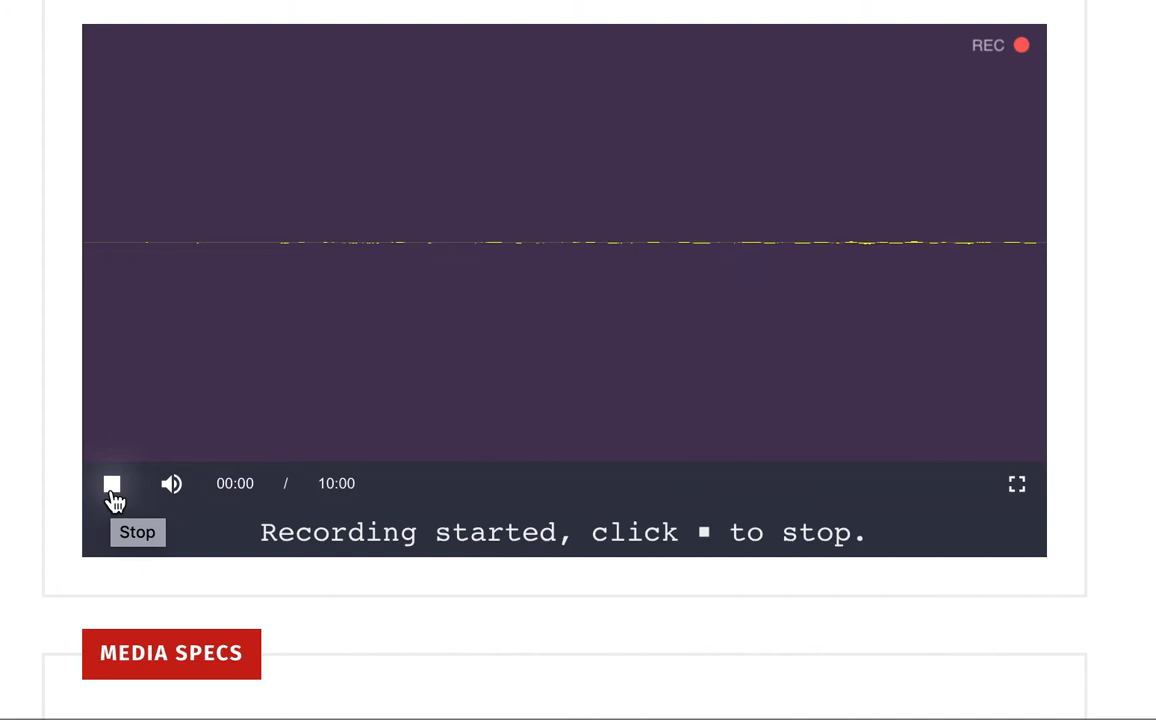 REC
00:00 / 10:00
Stop
Recording started, click ■ to stop.
MEDIA SPECS